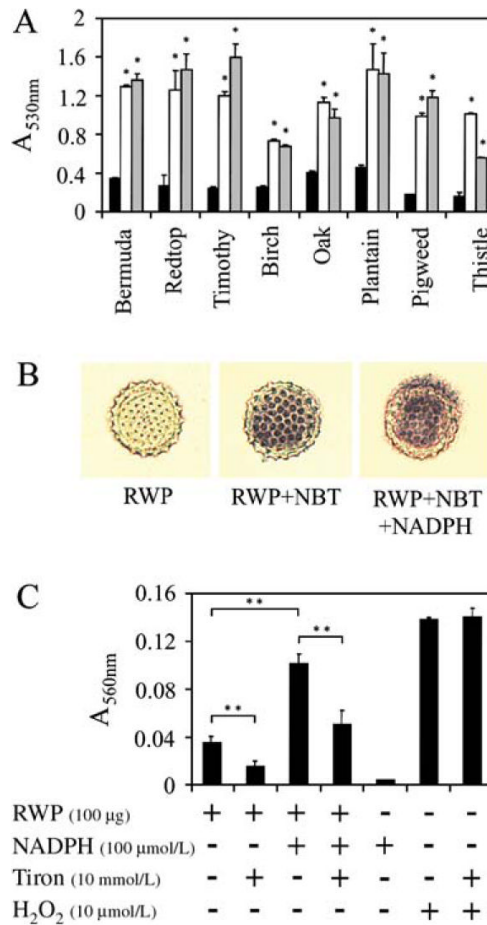 A
A530nm
2
1.6
1.2
0.8
0.4
0
* * * * * * * * * * * * * * * *
Bermuda Redtop Timothy Birch Oak Plantain Pigweed Thistle
B
RWP RWP+NBT RWP+NBT
+NADPH
C
A560nm
0.16
0.12
0.08
0.04
0
**
**
**
RWP (100 µg) + + + + - - -
NADPH (100 µmol/L) - - + + + - -
Tiron (10 mmol/L) - + - + - - +
H2O2 (10 µmol/L) - - - - - + +